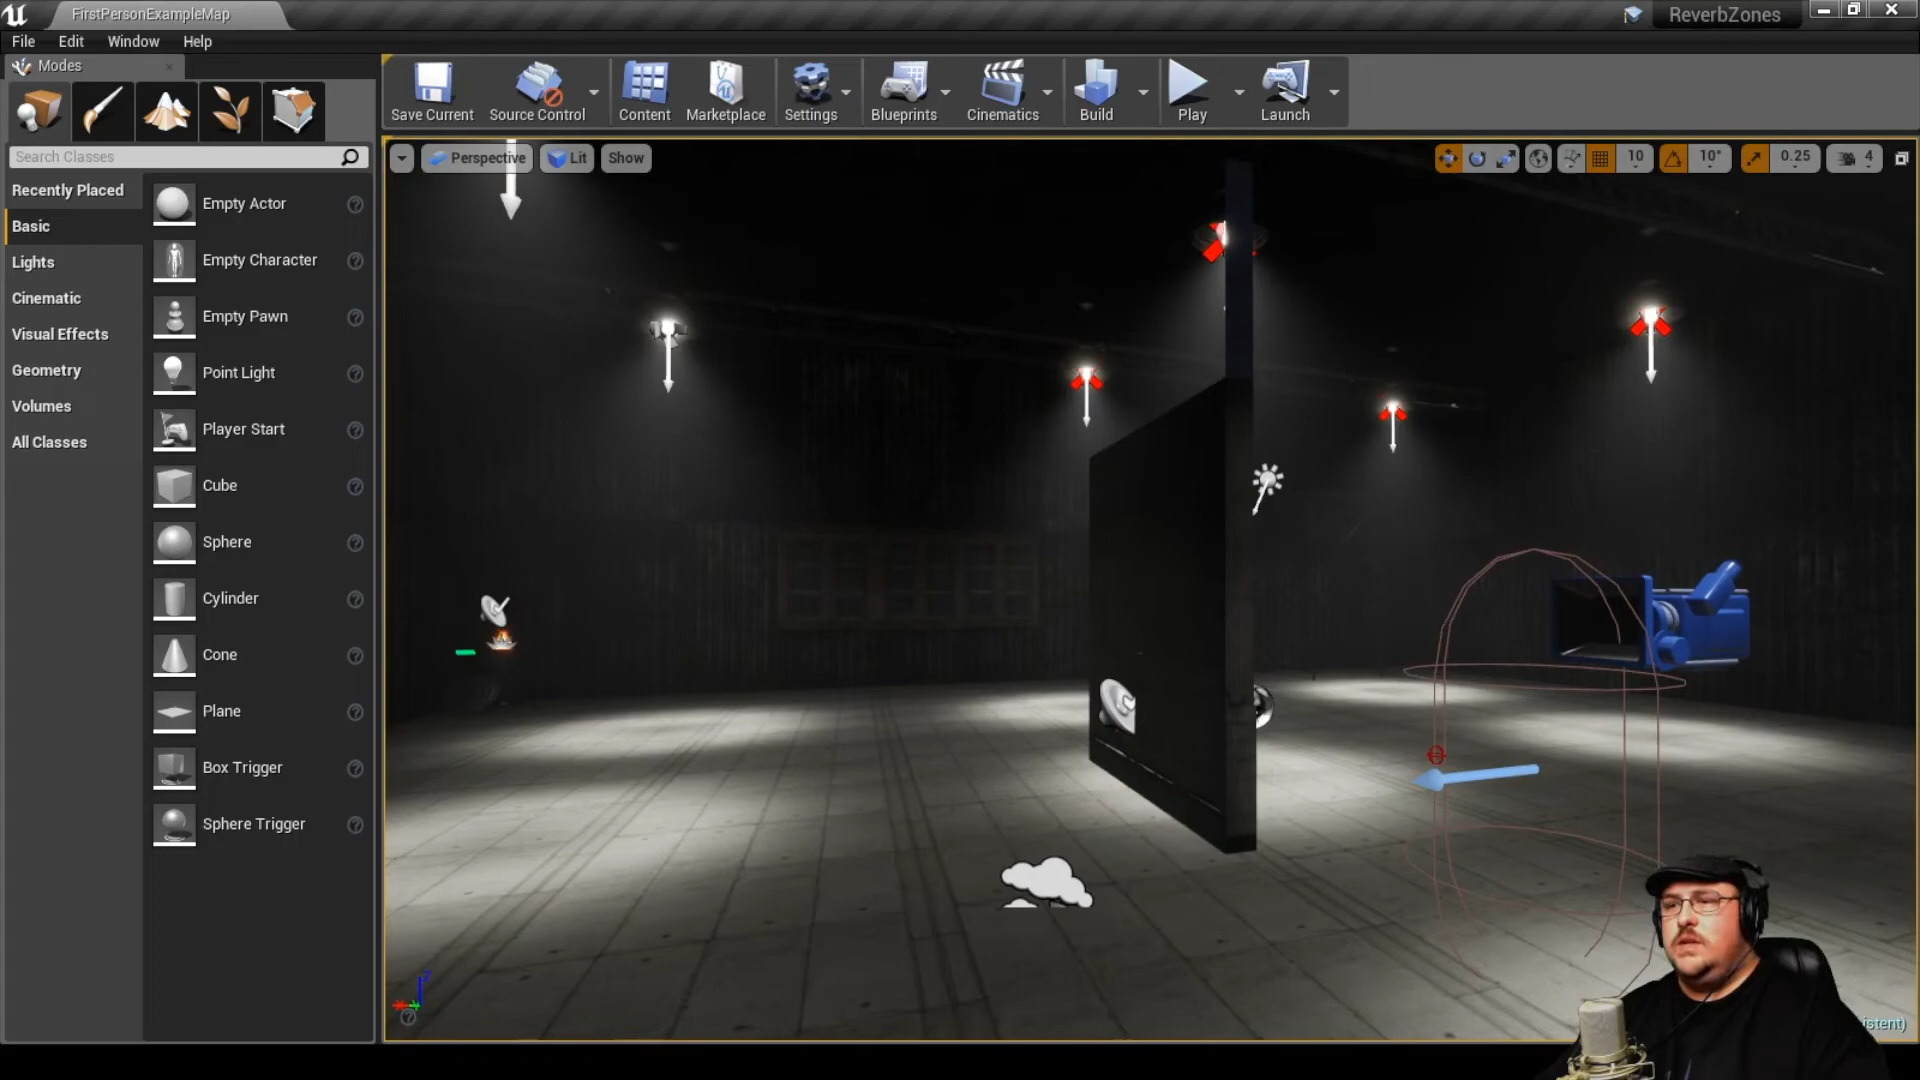 FirstPersonExampleMap
ReverbZones
File Edit Window Help
Modes
Save Current
Source Control
Content
Marketplace
Settings
Blueprints
Cinematics
Build
Play
Launch
Search Classes
Perspective
Lit
Show
10
10°
0.25
4
Recently Placed
Basic
Lights
Cinematic
Visual Effects
Geometry
Volumes
All Classes
Empty Actor
Empty Character
Empty Pawn
Point Light
Player Start
Cube
Sphere
Cylinder
Cone
Plane
Box Trigger
Sphere Trigger
istent)